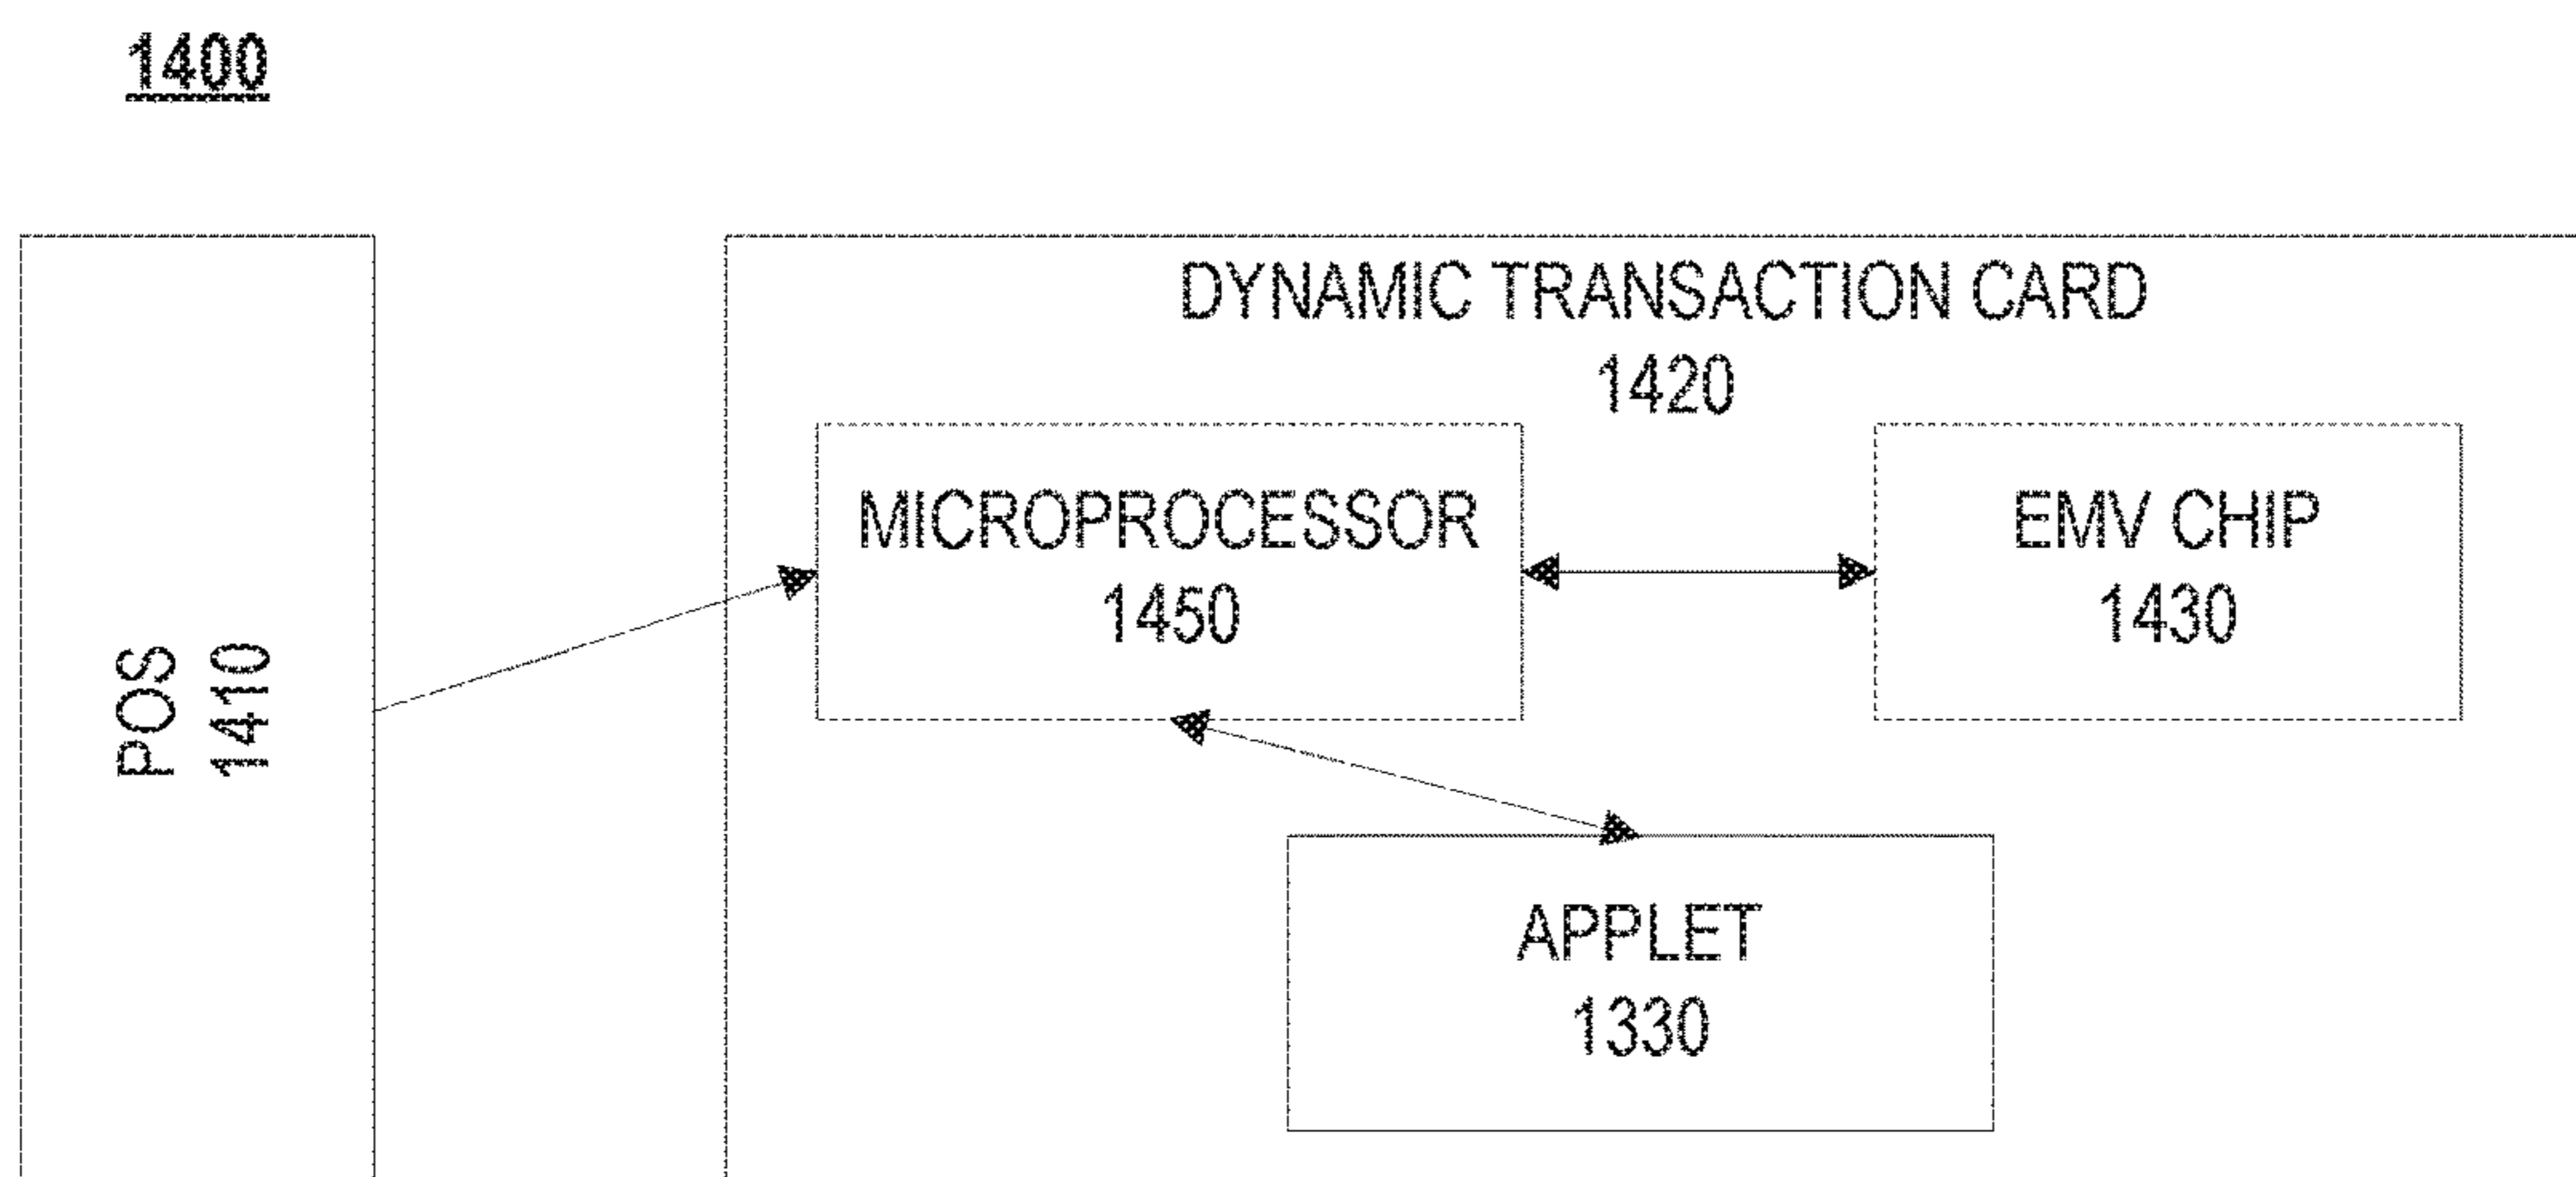 1400
POS
1410
DYNAMIC TRANSACTION CARD
1420
MICROPROCESSOR
1450
EMV CHIP
1430
APPLET
1330